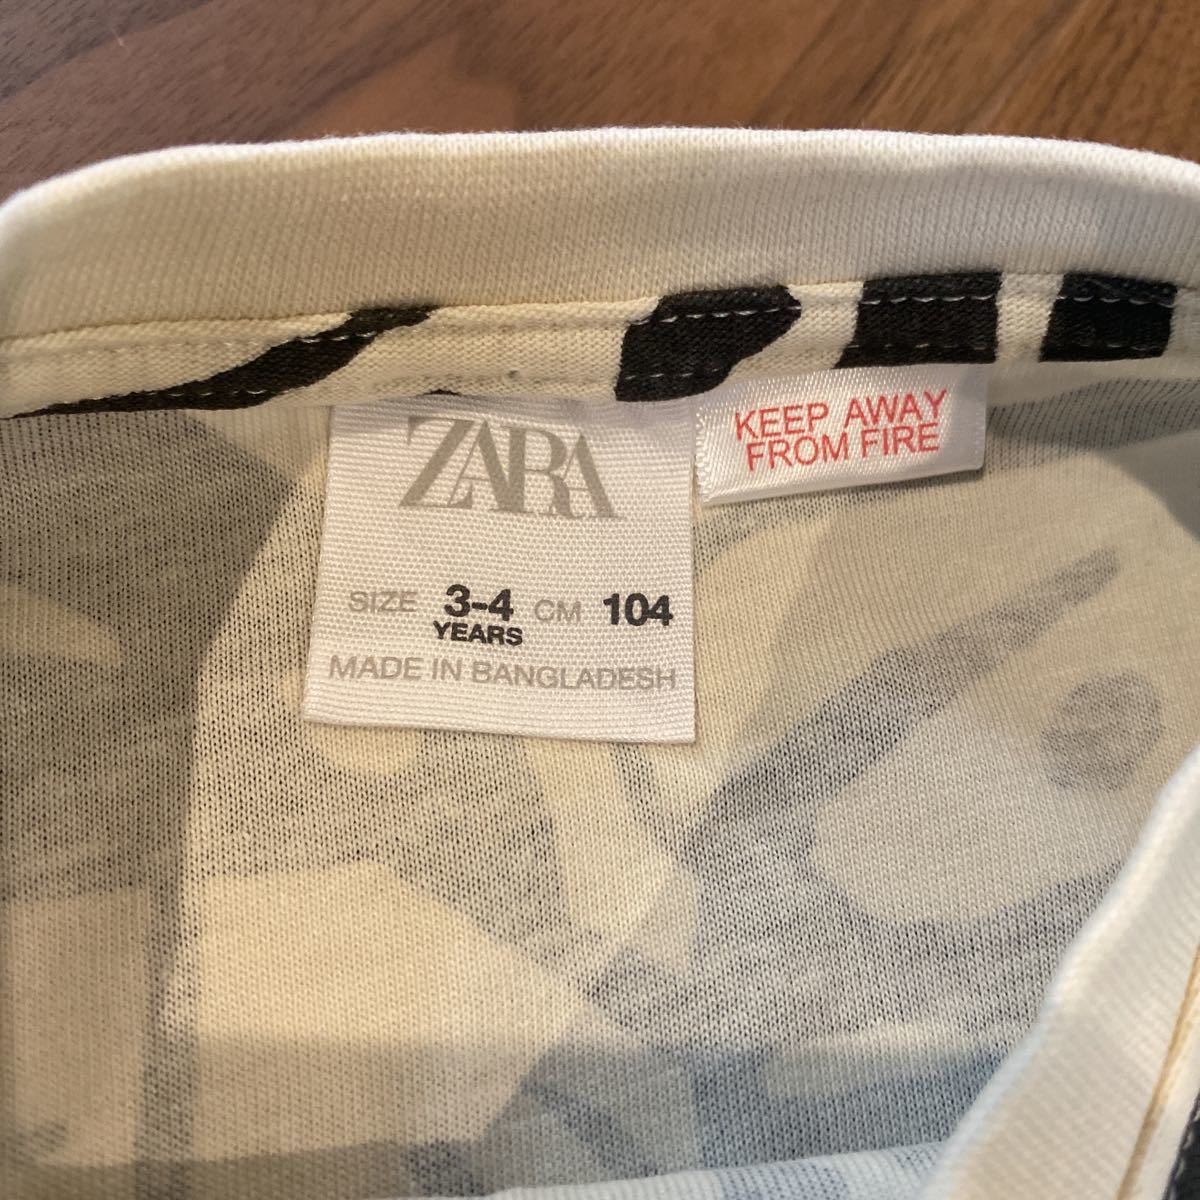 ZARA
SIZE 3-4 CM 104
YEARS
MADE IN BANGLADESH
KEEP AWAY
FROM FIRE